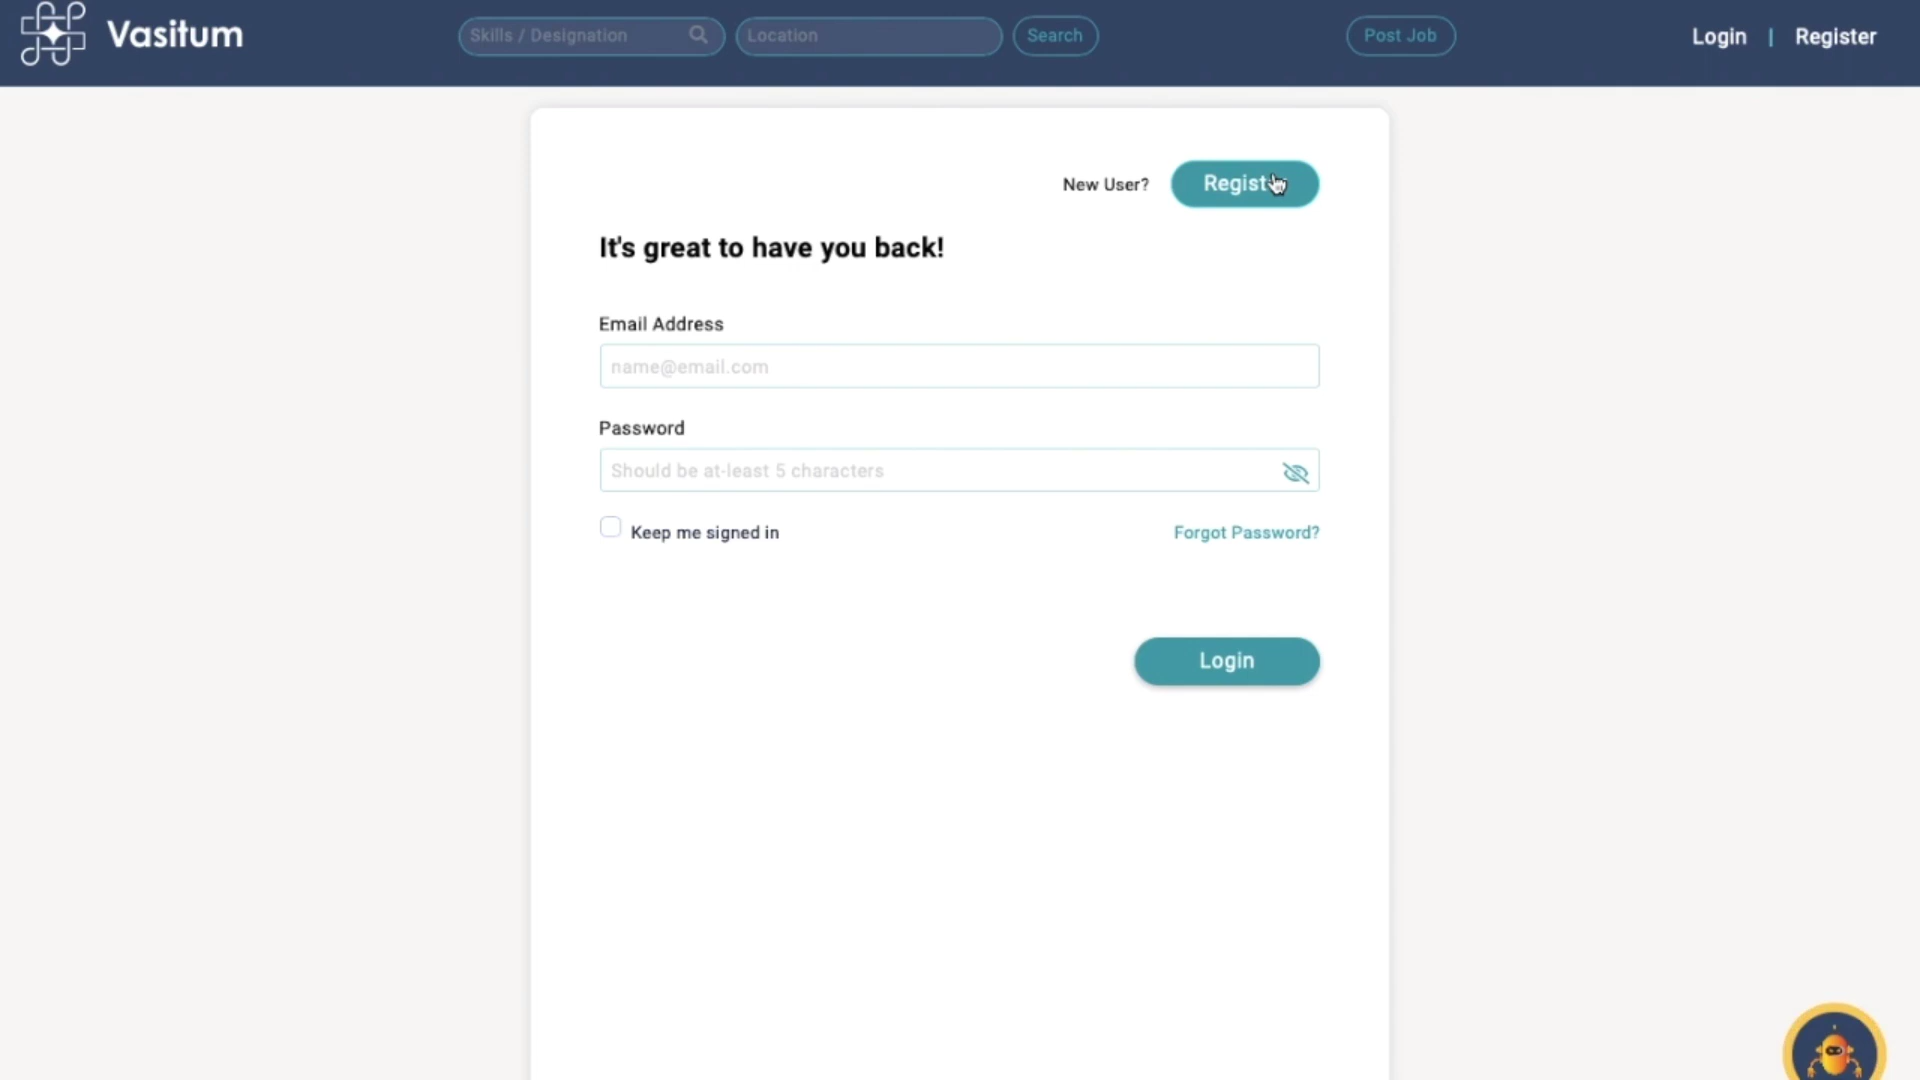 Vasitum
Skills / Designation
Location
Search
Post Job
Login | Register
New User?
Regist
It's great to have you back!
Email Address
name@email.com
Password
Should be at-least 5 characters
Keep me signed in
Forgot Password?
Login